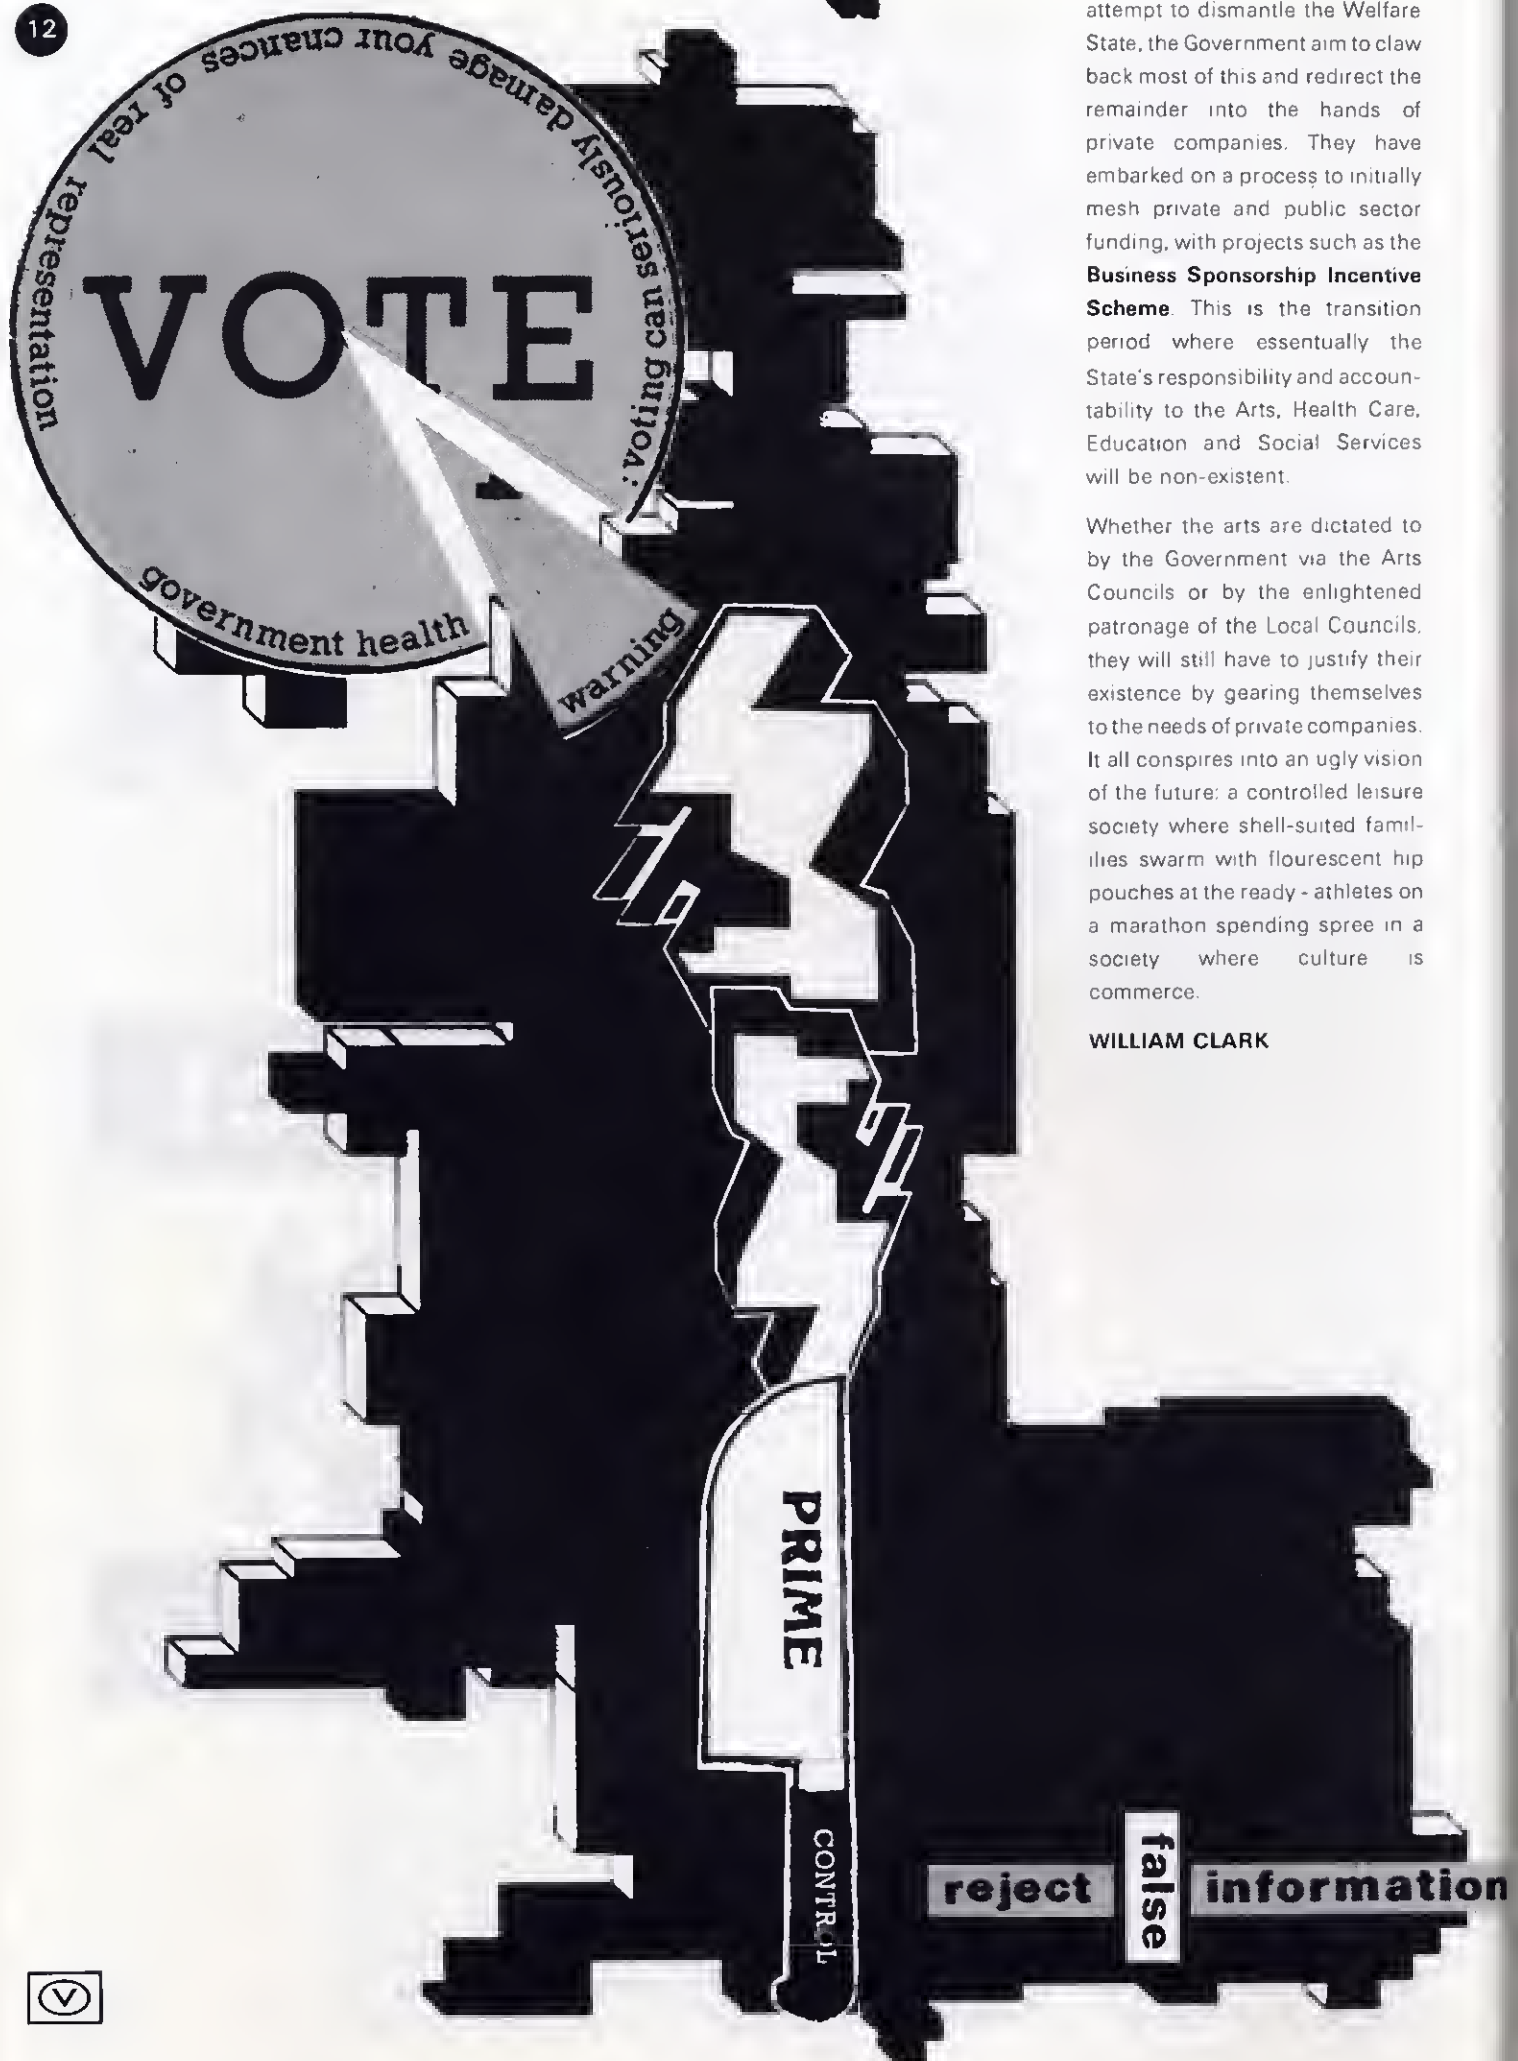 12
VOTE
government health
warning
: voting can seriously damage your chances of real representation
attempt to dismantle the Welfare
State, the Government aim to claw
back most of this and redirect the
remainder into the hands of
private companies. They have
embarked on a process to initially
mesh private and public sector
funding, with projects such as the
Business Sponsorship Incentive
Scheme. This is the transition
period where essentually the
State's responsibility and accoun-
tability to the Arts, Health Care,
Education and Social Services
will be non-existent.
Whether the arts are dictated to
by the Government via the Arts
Councils or by the enlightened
patronage of the Local Councils,
they will still have to justify their
existence by gearing themselves
to the needs of private companies.
It all conspires into an ugly vision
of the future: a controlled leisure
society where shell-suited famil-
ilies swarm with flourescent hip
pouches at the ready - athletes on
a marathon spending spree in a
society where culture is
commerce.
WILLIAM CLARK
PRIME
CONTROL
reject
false
information
V